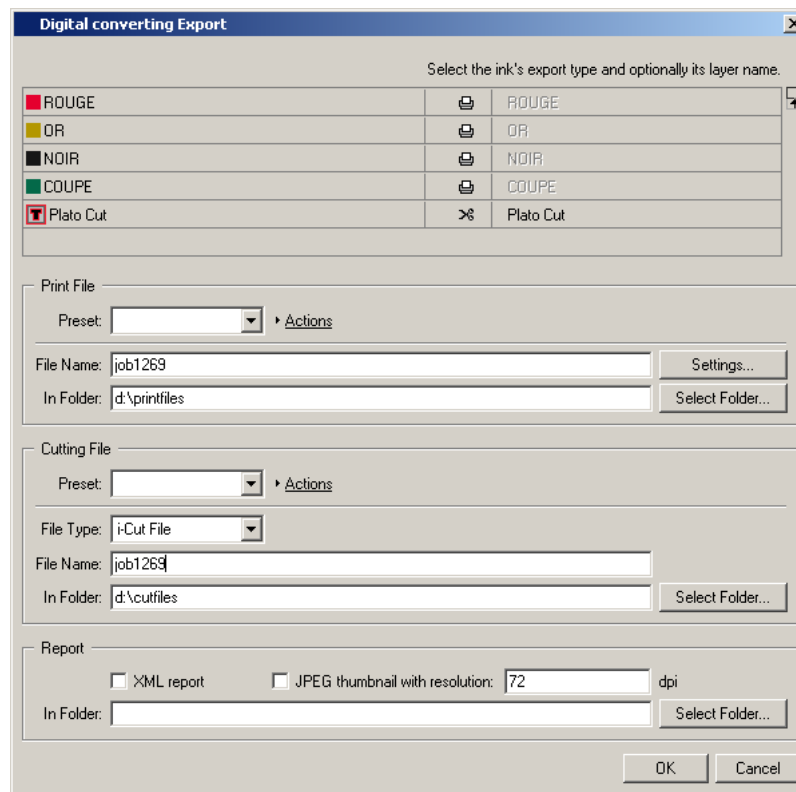 Digital converting Export
Select the ink's export type and optionally its layer name.
ROUGE ROUGE
OR OR
NOIR NOIR
COUPE COUPE
T Plato Cut Plato Cut
Print File
Preset: Actions
File Name: job1269 Settings...
In Folder: d:\printfiles Select Folder...
Cutting File
Preset: Actions
File Type: i-Cut File
File Name: job1269
In Folder: d:\cutfiles Select Folder...
Report
XML report JPEG thumbnail with resolution: 72 dpi
In Folder: Select Folder...
OK Cancel